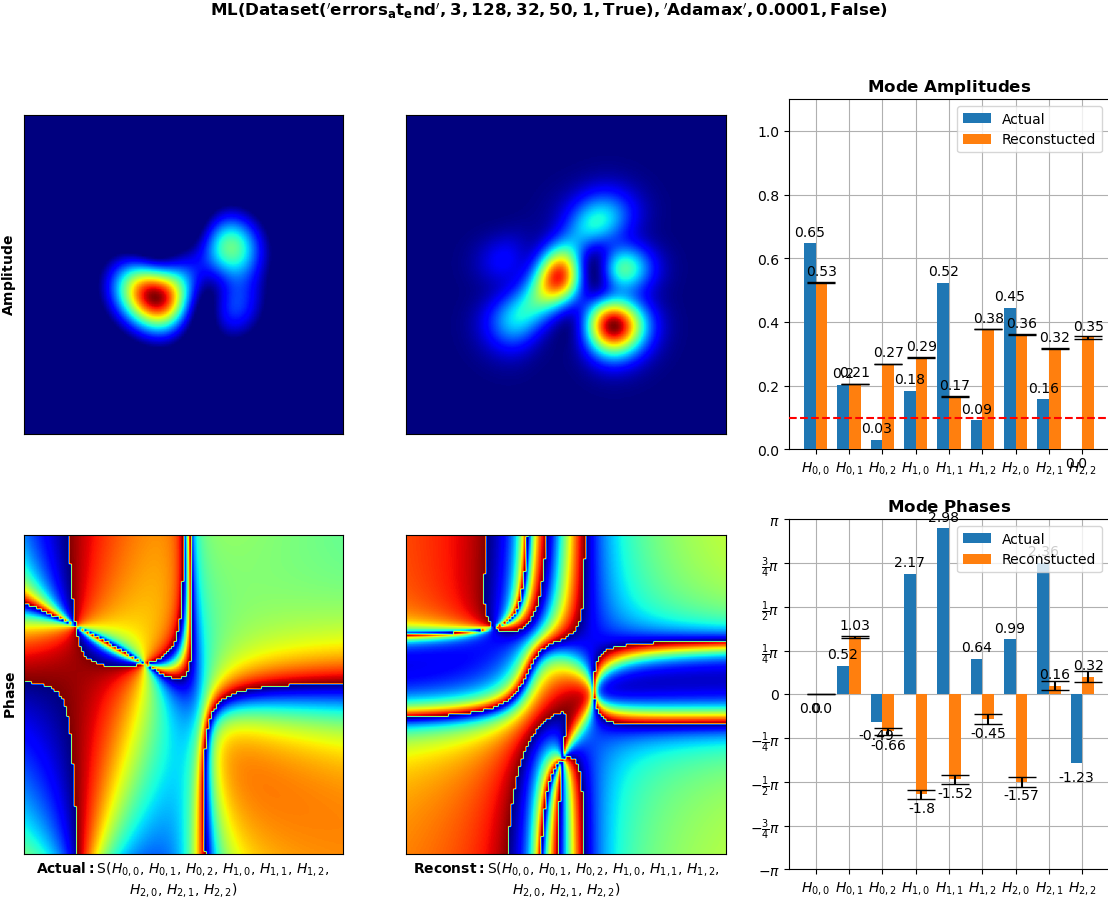 ML(Dataset('errors_at_end', 3, 128, 32, 50, 1, True), 'Adamax', 0.0001, False)
Amplitude
Mode Amplitudes
Actual
Reconstucted
1.0
0.8
0.6
0.4
0.2
0.0
0.65
0.53
0.2
0.21
0.03
0.27
0.18
0.29
0.52
0.17
0.09
0.38
0.45
0.36
0.16
0.32
0.0
0.35
H0,0 H0,1 H0,2 H1,0 H1,1 H1,2 H2,0 H2,1 H2,2
Phase
Mode Phases
Actual
Reconstucted
π
3/4π
1/2π
1/4π
0
−1/4π
−1/2π
−3/4π
−π
0.0
0.0
0.52
1.03
-0.49
-0.66
2.17
-1.8
2.98
-1.52
0.64
-0.45
0.99
-1.57
2.36
0.16
-1.23
0.32
H0,0 H0,1 H0,2 H1,0 H1,1 H1,2 H2,0 H2,1 H2,2
Actual: S(H0,0, H0,1, H0,2, H1,0, H1,1, H1,2,
H2,0, H2,1, H2,2)
Reconst: S(H0,0, H0,1, H0,2, H1,0, H1,1, H1,2,
H2,0, H2,1, H2,2)